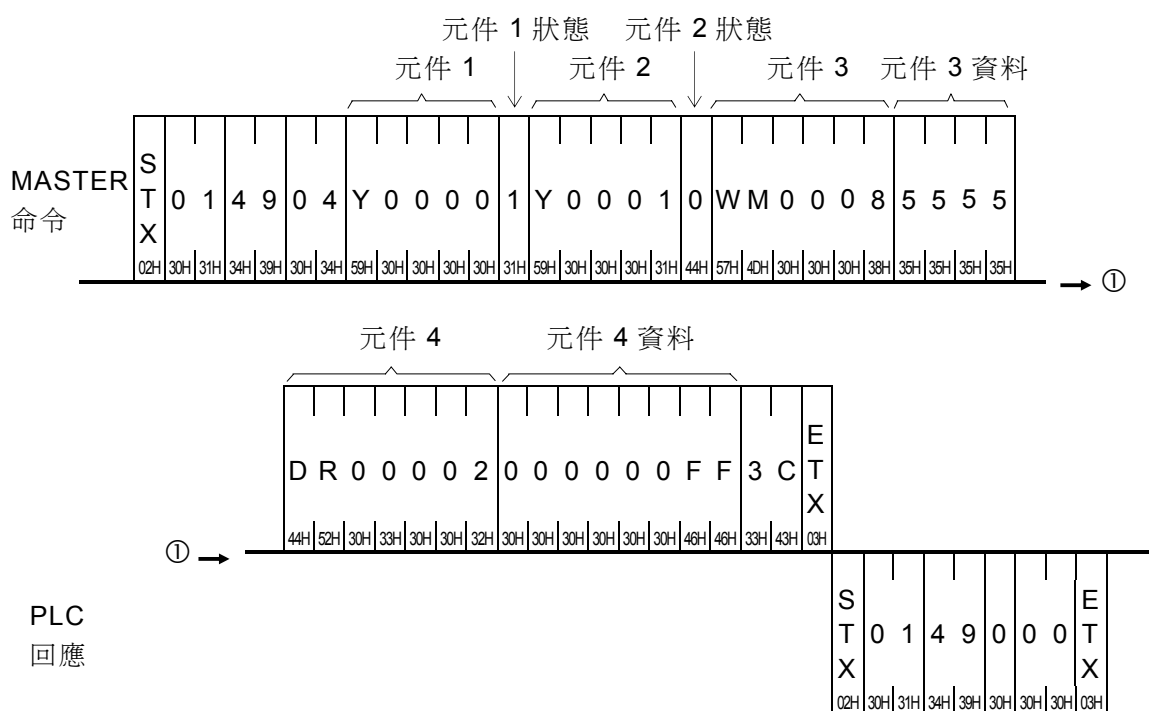 元件 1 狀態 元件 2 狀態
元件 1 元件 2 元件 3 元件 3 資料
MASTER
命令
STX 0 1 4 9 0 4 Y 0 0 0 0 1 Y 0 0 0 1 0 W M 0 0 0 8 5 5 5 5
02H 30H 31H 34H 39H 30H 34H 59H 30H 30H 30H 30H 31H 59H 30H 30H 30H 31H 44H 57H 4DH 30H 30H 30H 38H 35H 35H 35H 35H
→ ①
元件 4 元件 4 資料
D R 0 0 0 0 2 0 0 0 0 0 0 F F 3 C ETX
44H 52H 30H 33H 30H 30H 32H 30H 30H 30H 30H 30H 30H 46H 46H 33H 43H 03H
① →
PLC
回應
STX 0 1 4 9 0 0 0 ETX
02H 30H 31H 34H 39H 30H 30H 30H 03H